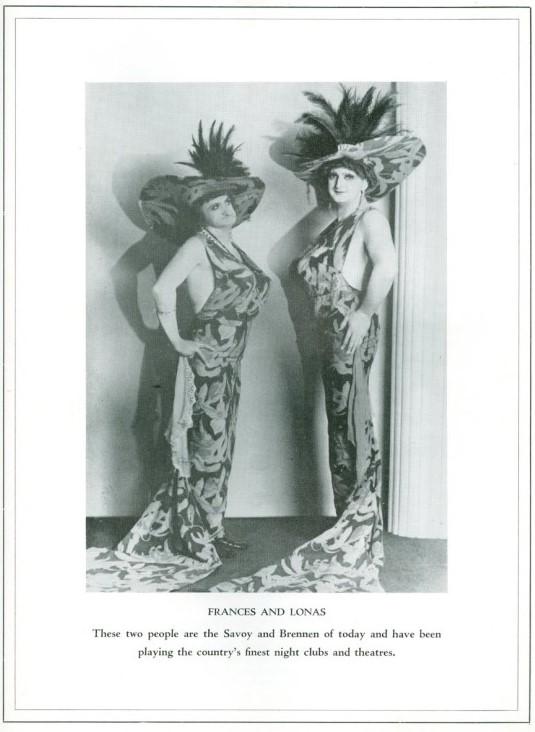 FRANCES AND LONAS
These two people are the Savoy and Brennen of today and have been
playing the country's finest night clubs and theatres.